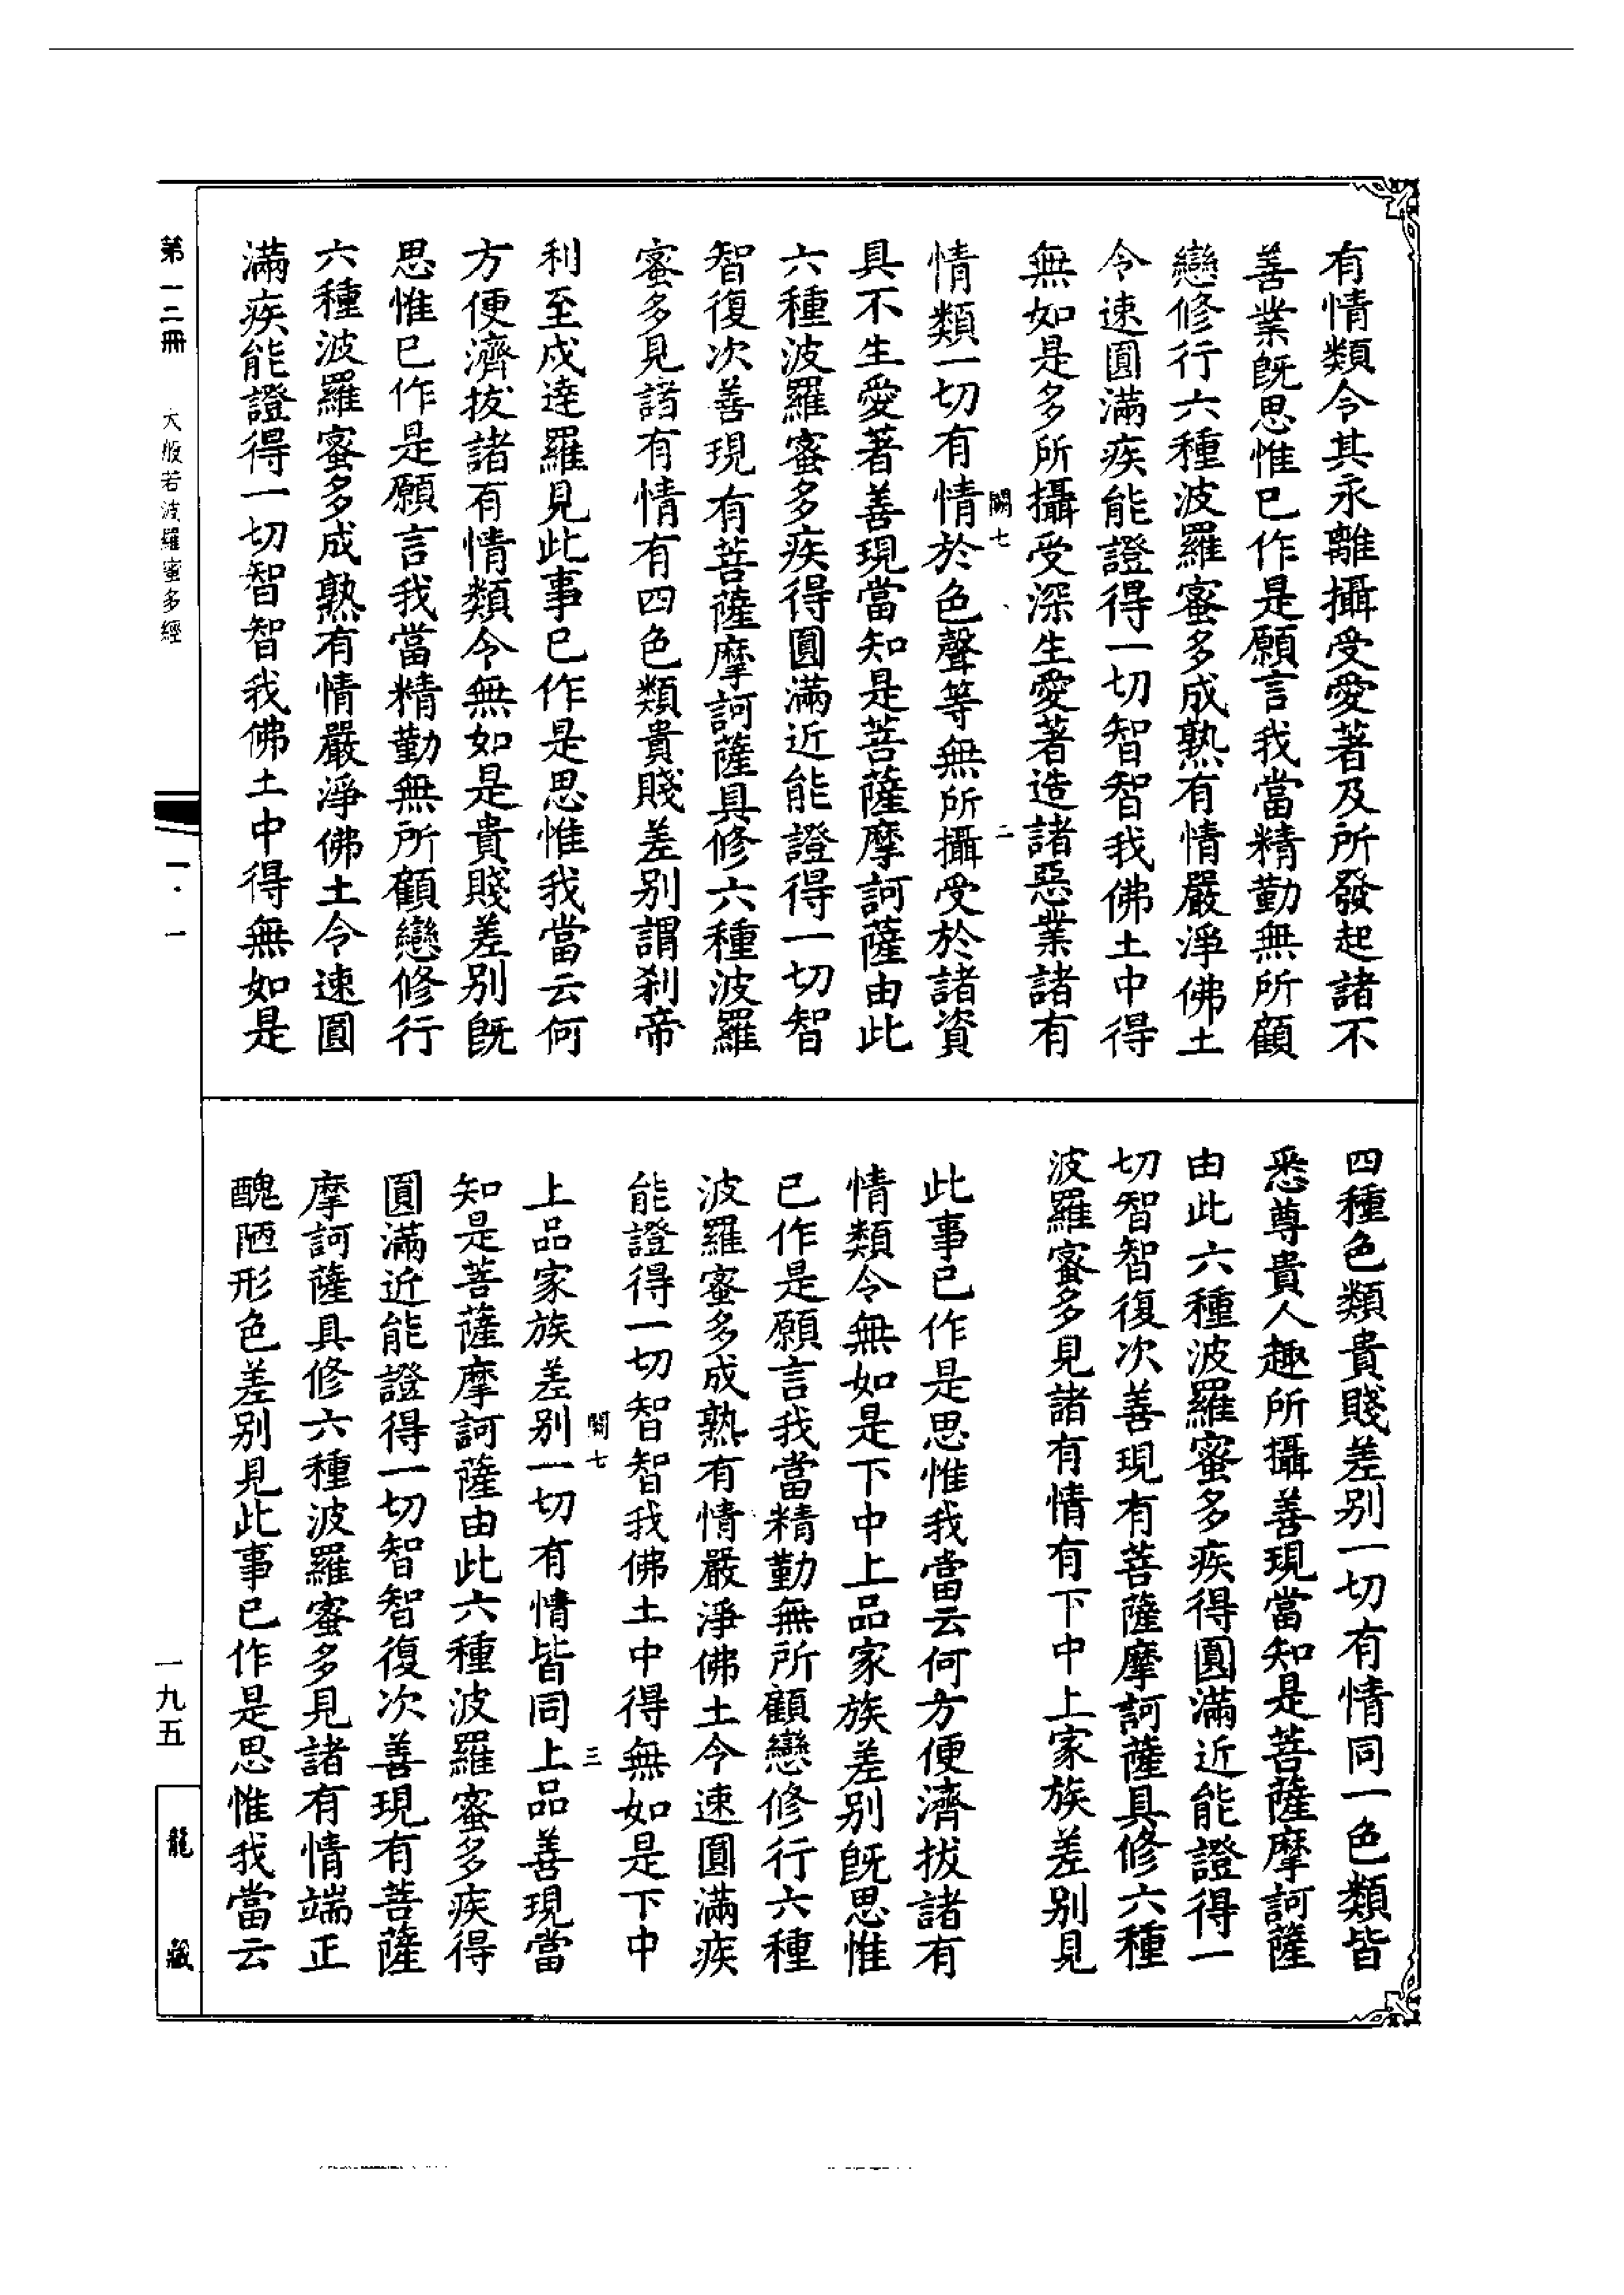 有情類令其永離攝受愛著及所發起諸不
善業既思惟已作是願言我當精勤無所顧
戀修行六種波羅蜜多成熟有情嚴淨佛土
令速圓滿疾能證得一切智智我佛土中得
無如是多所攝受深生愛著造諸惡業諸有
闕七 二
情類一切有情於色聲等無所攝受於諸資
具不生愛著善現當知是菩薩摩訶薩由此
六種波羅蜜多疾得圓滿近能證得一切智
智復次善現有菩薩摩訶薩具修六種波羅
蜜多見諸有情有四色類貴賤差別謂剎帝
利至戍達羅見此事已作是思惟我當云何
方便濟拔諸有情類令無如是貴賤差別既
思惟已作是願言我當精勤無所顧戀修行
六種波羅蜜多成熟有情嚴淨佛土令速圓
滿疾能證得一切智智我佛土中得無如是
四種色類貴賤差別一切有情同一色類皆
悉尊貴人趣所攝善現當知是菩薩摩訶薩
由此六種波羅蜜多疾得圓滿近能證得一
切智智復次善現有菩薩摩訶薩具修六種
波羅蜜多見諸有情有下中上家族差別見
此事已作是思惟我當云何方便濟拔諸有
情類令無如是下中上品家族差別既思惟
已作是願言我當精勤無所顧戀修行六種
波羅蜜多成熟有情嚴淨佛土令速圓滿疾
能證得一切智智我佛土中得無如是下中
闕七 三
上品家族差別一切有情皆同上品善現當
知是菩薩摩訶薩由此六種波羅蜜多疾得
圓滿近能證得一切智智復次善現有菩薩
摩訶薩具修六種波羅蜜多見諸有情端正
醜陋形色差別見此事已作是思惟我當云
第一二冊 大般若波羅蜜多經 一·一
一九五 龍藏